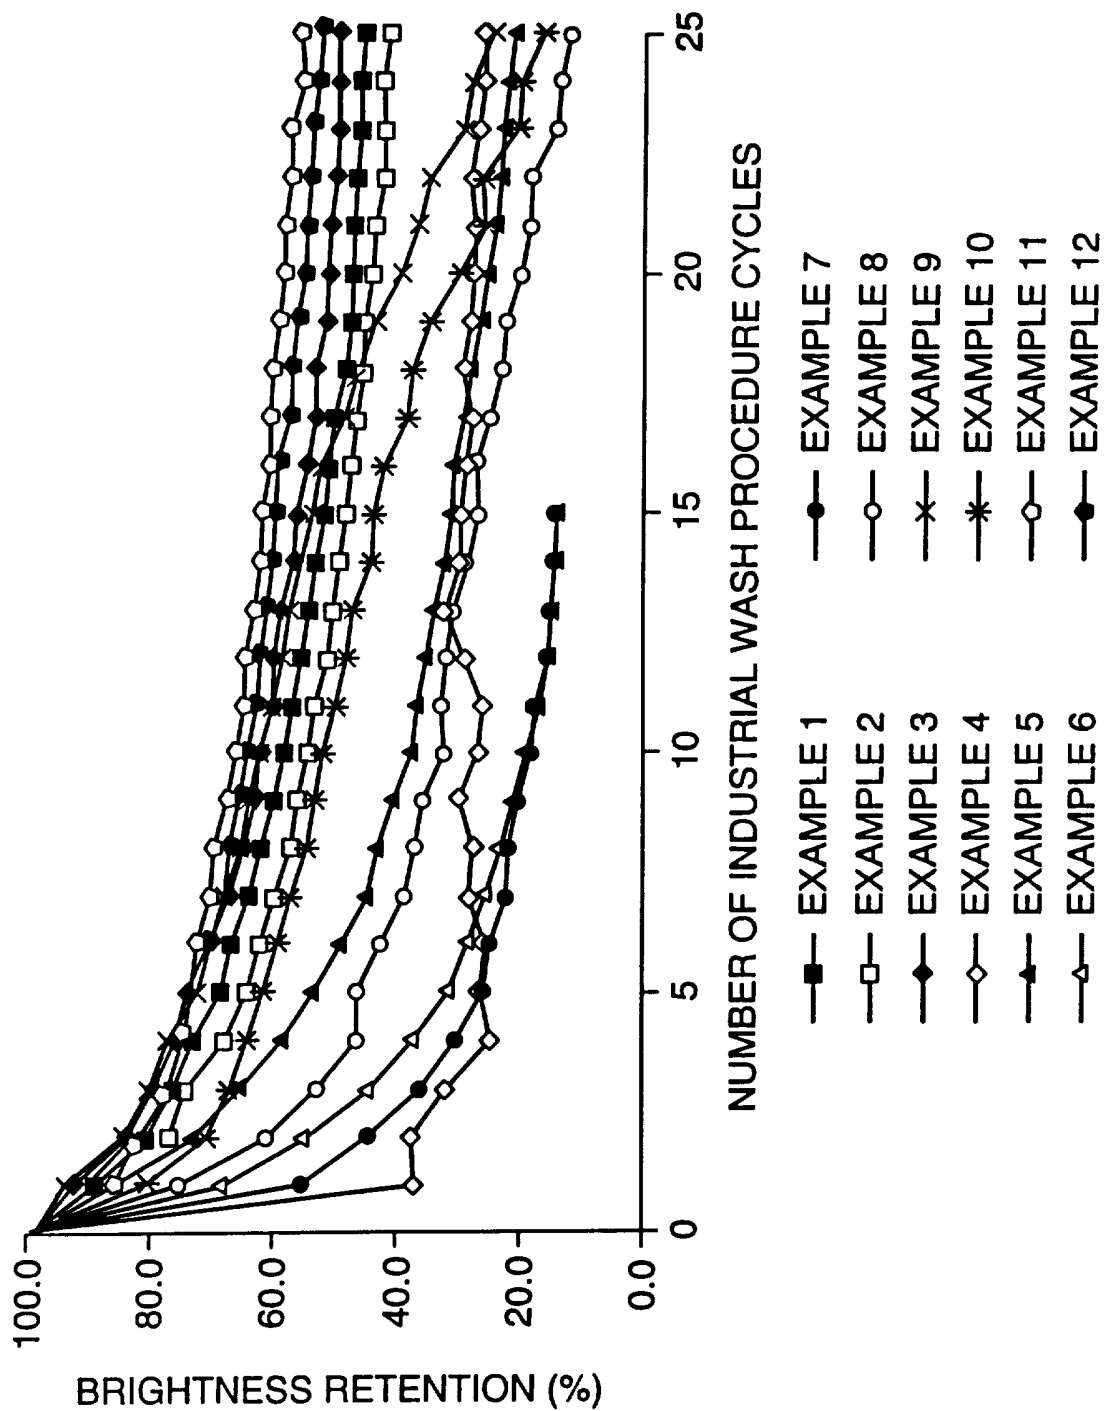 BRIGHTNESS RETENTION (%)
100.0
80.0
60.0
40.0
20.0
0.0
0 5 10 15 20 25
NUMBER OF INDUSTRIAL WASH PROCEDURE CYCLES
EXAMPLE 1
EXAMPLE 2
EXAMPLE 3
EXAMPLE 4
EXAMPLE 5
EXAMPLE 6
EXAMPLE 7
EXAMPLE 8
EXAMPLE 9
EXAMPLE 10
EXAMPLE 11
EXAMPLE 12